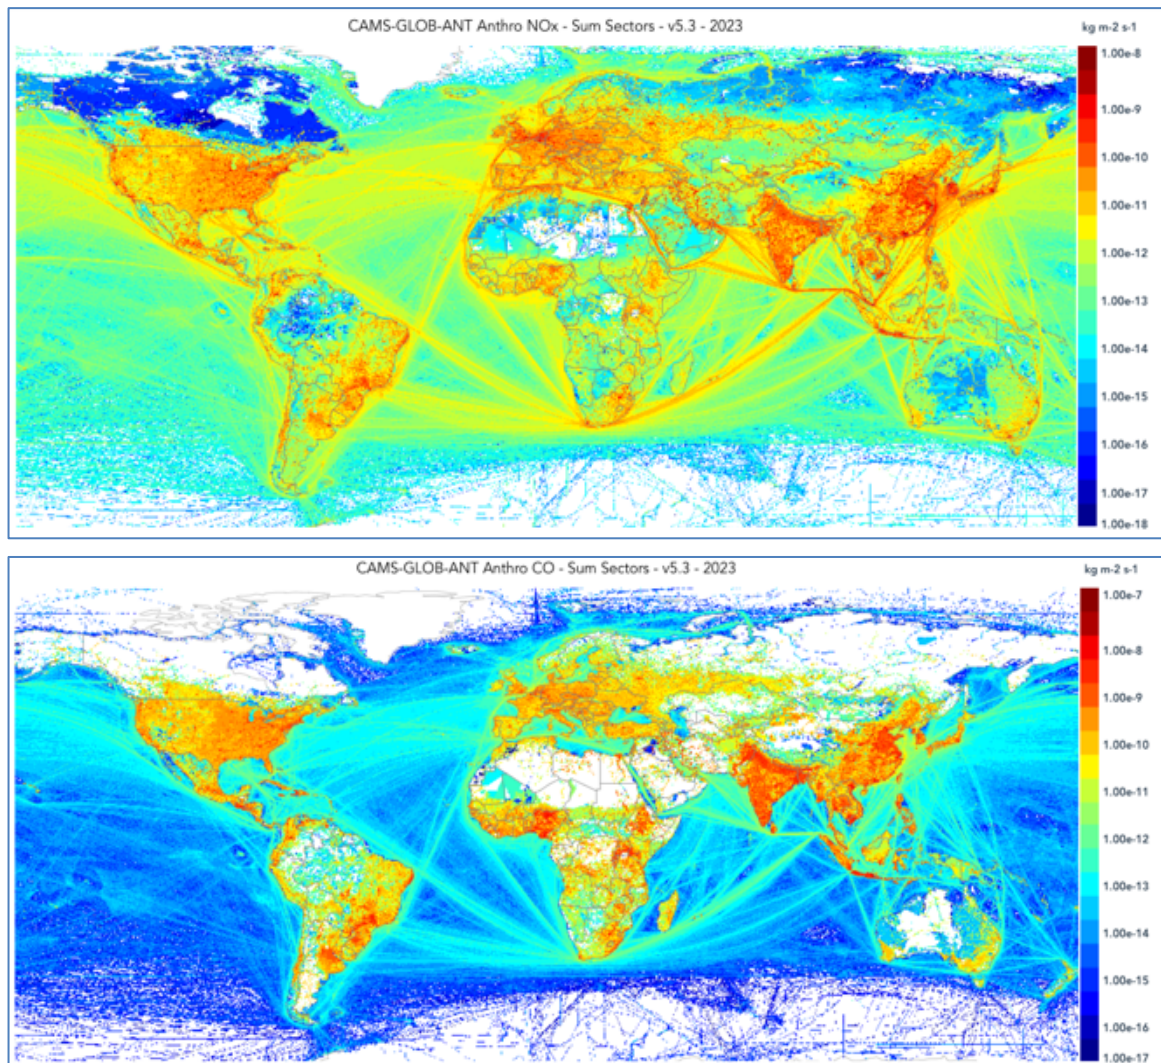 CAMS-GLOB-ANT Anthro NOx - Sum Sectors - v5.3 - 2023
kg m-2 s-1
1.00e-8
1.00e-9
1.00e-10
1.00e-11
1.00e-12
1.00e-13
1.00e-14
1.00e-15
1.00e-16
1.00e-17
1.00e-18
CAMS-GLOB-ANT Anthro CO - Sum Sectors - v5.3 - 2023
kg m-2 s-1
1.00e-7
1.00e-8
1.00e-9
1.00e-10
1.00e-11
1.00e-12
1.00e-13
1.00e-14
1.00e-15
1.00e-16
1.00e-17